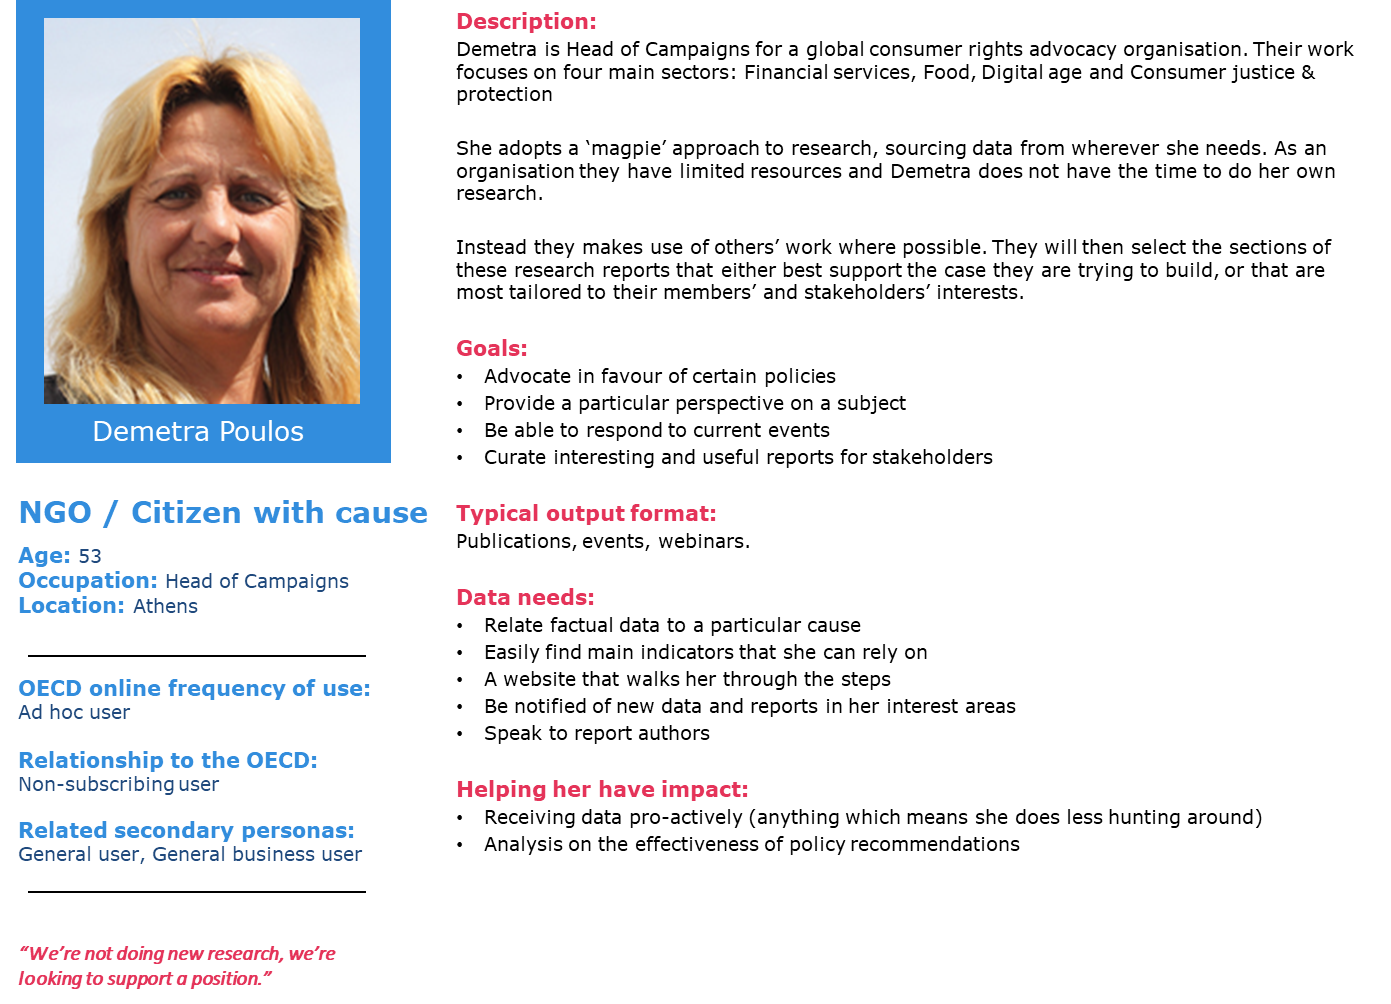 Demetra Poulos
NGO / Citizen with cause
Age: 53
Occupation: Head of Campaigns
Location: Athens
OECD online frequency of use:
Ad hoc user
Relationship to the OECD:
Non-subscribing user
Related secondary personas:
General user, General business user
“We’re not doing new research, we’re
looking to support a position.”
Description:
Demetra is Head of Campaigns for a global consumer rights advocacy organisation. Their work
focuses on four main sectors: Financial services, Food, Digital age and Consumer justice &
protection
She adopts a ‘magpie’ approach to research, sourcing data from wherever she needs. As an
organisation they have limited resources and Demetra does not have the time to do her own
research.
Instead they makes use of others’ work where possible. They will then select the sections of
these research reports that either best support the case they are trying to build, or that are
most tailored to their members’ and stakeholders’ interests.
Goals:
• Advocate in favour of certain policies
• Provide a particular perspective on a subject
• Be able to respond to current events
• Curate interesting and useful reports for stakeholders
Typical output format:
Publications, events, webinars.
Data needs:
• Relate factual data to a particular cause
• Easily find main indicators that she can rely on
• A website that walks her through the steps
• Be notified of new data and reports in her interest areas
• Speak to report authors
Helping her have impact:
• Receiving data pro-actively (anything which means she does less hunting around)
• Analysis on the effectiveness of policy recommendations